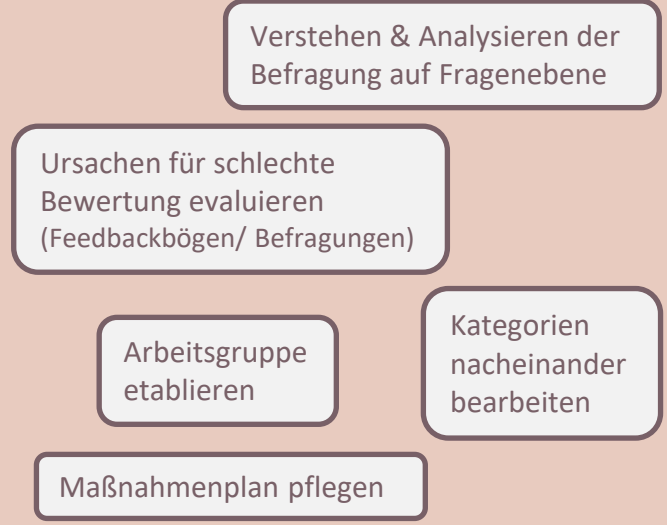 Verstehen & Analysieren der
Befragung auf Fragenebene
Ursachen für schlechte
Bewertung evaluieren
(Feedbackbögen/ Befragungen)
Arbeitsgruppe
etablieren
Kategorien
nacheinander
bearbeiten
Maßnahmenplan pflegen